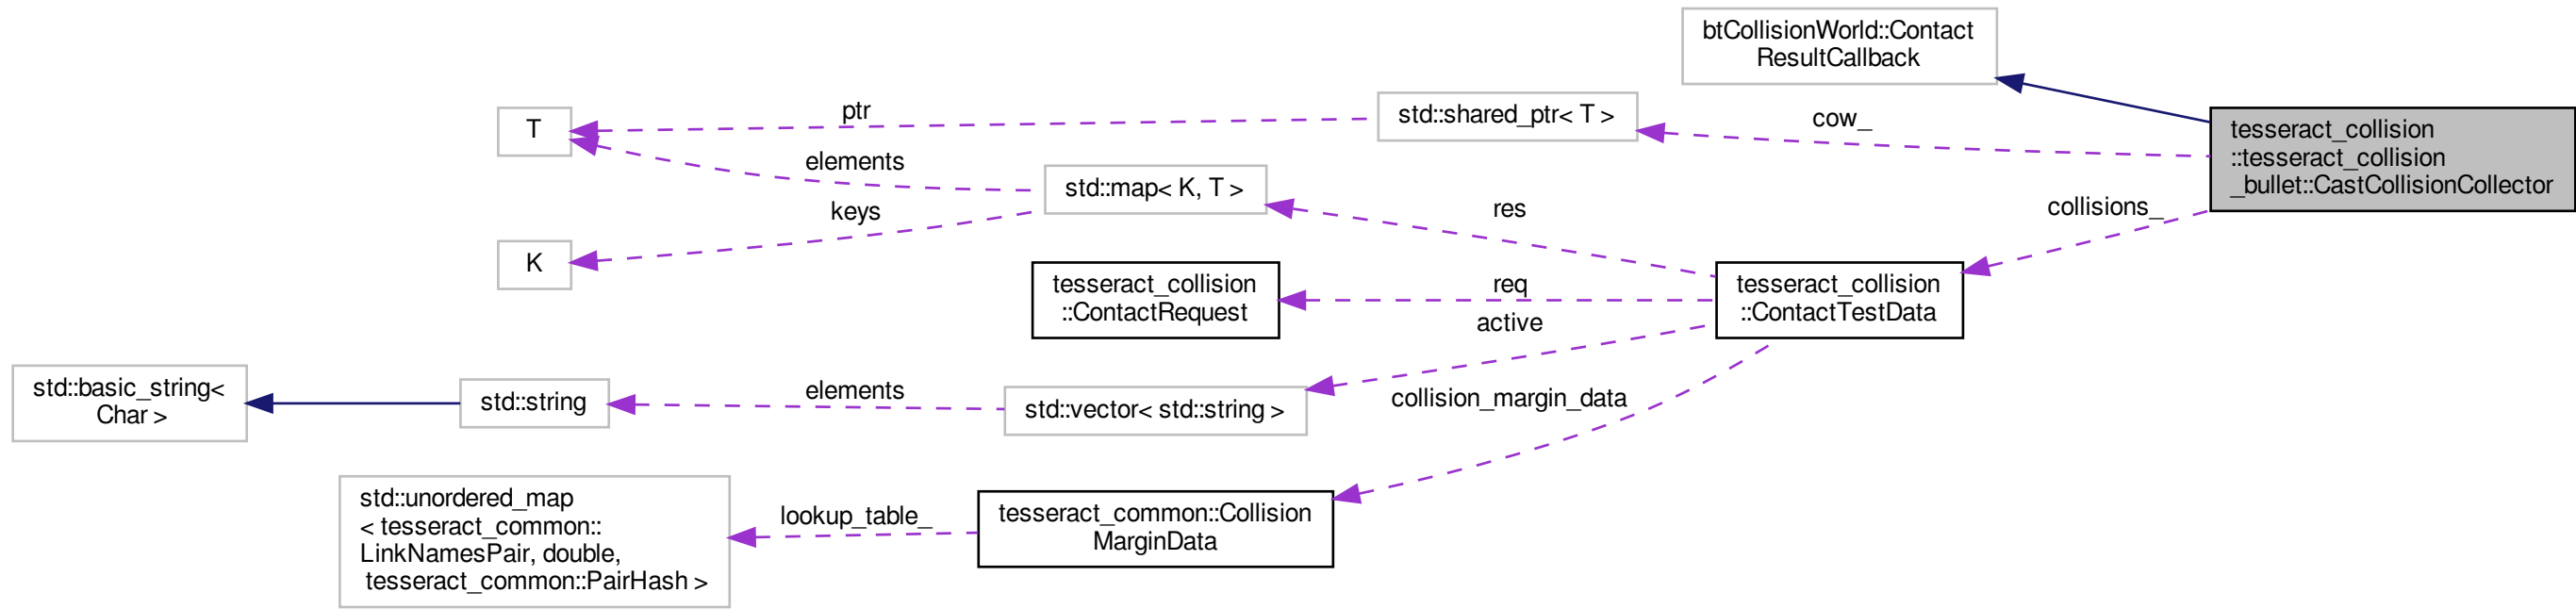 btCollisionWorld::Contact
ResultCallback
tesseract_collision
::tesseract_collision
_bullet::CastCollisionCollector
cow_
std::shared_ptr< T >
ptr
T
elements
std::map< K, T >
keys
K
res
collisions_
tesseract_collision
::ContactTestData
req
tesseract_collision
::ContactRequest
active
std::vector< std::string >
elements
std::string
std::basic_string<
Char >
collision_margin_data
tesseract_common::Collision
MarginData
lookup_table_
std::unordered_map
< tesseract_common::
LinkNamesPair, double,
tesseract_common::PairHash >